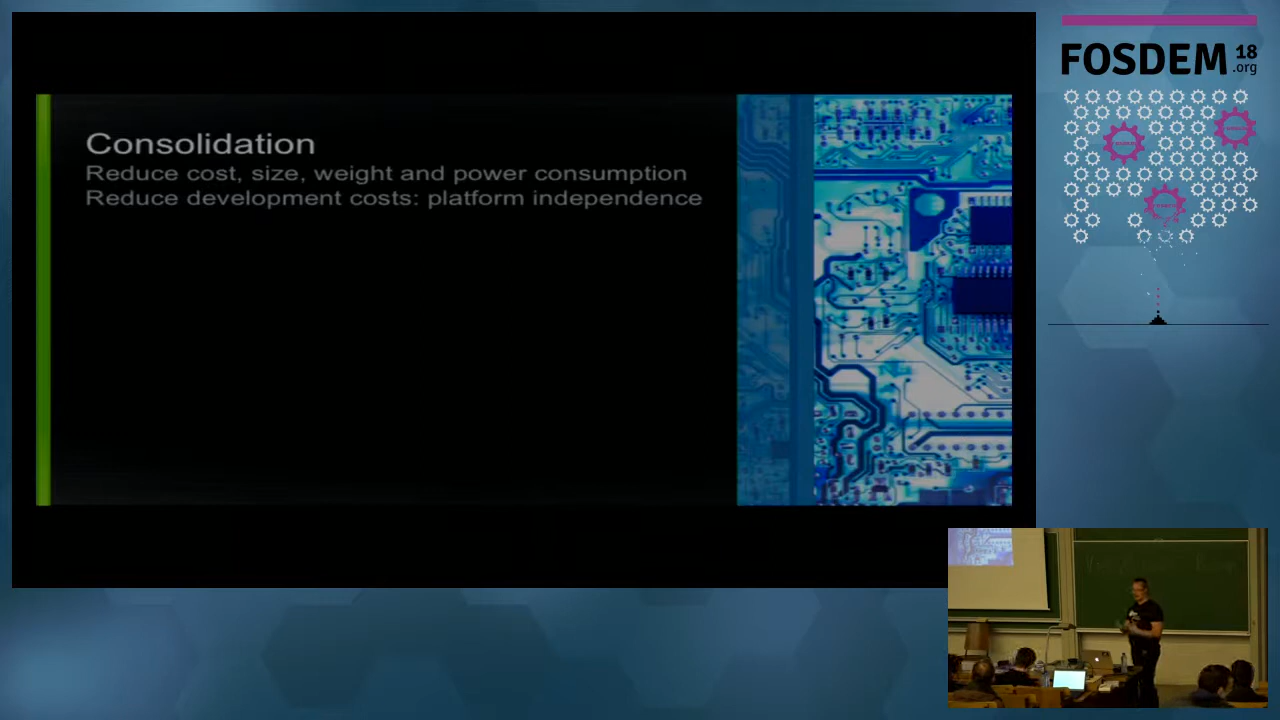 Consolidation
Reduce cost, size, weight and power consumption
Reduce development costs: platform independence
FOSDEM 18
.org